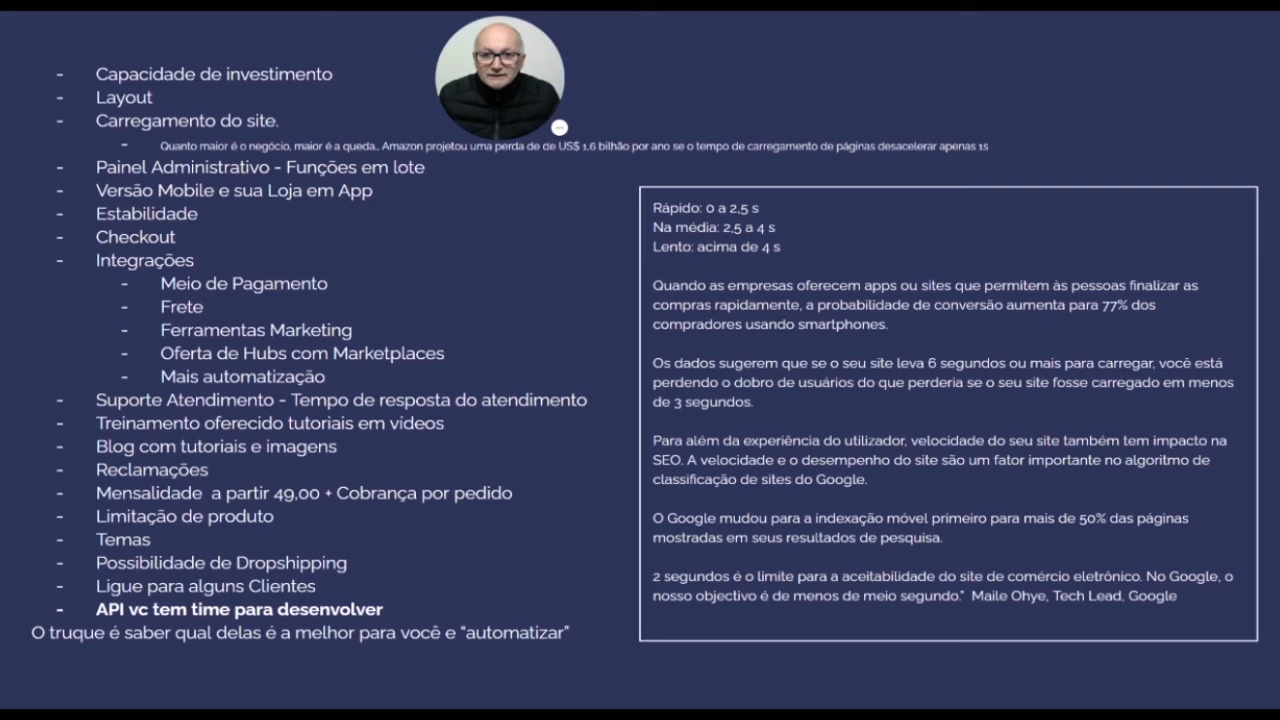 - Capacidade de investimento
- Layout
- Carregamento do site.
- Quanto maior é o negócio, maior é a queda., Amazon projetou uma perda de de US$ 1,6 bilhão por ano se o tempo de carregamento de páginas desacelerar apenas 1s
- Painel Administrativo - Funções em lote
- Versão Mobile e sua Loja em App
- Estabilidade
- Checkout
- Integrações
- Meio de Pagamento
- Frete
- Ferramentas Marketing
- Oferta de Hubs com Marketplaces
- Mais automatização
- Suporte Atendimento - Tempo de resposta do atendimento
- Treinamento oferecido tutoriais em vídeos
- Blog com tutoriais e imagens
- Reclamações
- Mensalidade a partir 49,00 + Cobrança por pedido
- Limitação de produto
- Temas
- Possibilidade de Dropshipping
- Ligue para alguns Clientes
- API vc tem time para desenvolver
O truque é saber qual delas é a melhor para você e “automatizar”
Rápido: 0 a 2,5 s
Na média: 2,5 a 4 s
Lento: acima de 4 s
Quando as empresas oferecem apps ou sites que permitem às pessoas finalizar as
compras rapidamente, a probabilidade de conversão aumenta para 77% dos
compradores usando smartphones.
Os dados sugerem que se o seu site leva 6 segundos ou mais para carregar, você está
perdendo o dobro de usuários do que perderia se o seu site fosse carregado em menos
de 3 segundos.
Para além da experiência do utilizador, velocidade do seu site também tem impacto na
SEO. A velocidade e o desempenho do site são um fator importante no algoritmo de
classificação de sites do Google.
O Google mudou para a indexação móvel primeiro para mais de 50% das páginas
mostradas em seus resultados de pesquisa.
2 segundos é o limite para a aceitabilidade do site de comércio eletrônico. No Google, o
nosso objectivo é de menos de meio segundo.” Maile Ohye, Tech Lead, Google